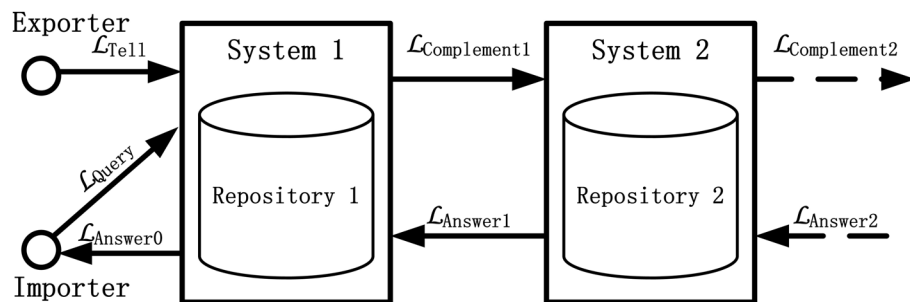 Exporter
ℒTell
System 1
ℒComplement1
System 2
ℒComplement2
ℒQuery
Repository 1
Repository 2
ℒAnswer0
ℒAnswer1
ℒAnswer2
Importer